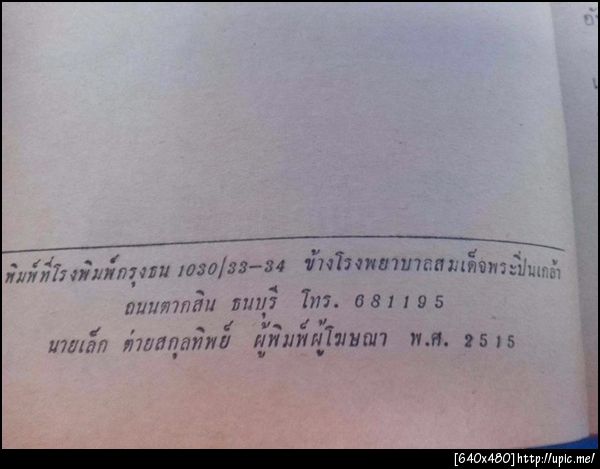 พิมพ์ที่โรงพิมพ์กรุงธน 1030/33-34 ข้างโรงพยาบาลสมเด็จพระปิ่นเกล้า
ถนนตากสิน ธนบุรี โทร. 681195
นายเล็ก ต่ายสกุลทิพย์ ผู้พิมพ์ผู้โฆษณา พ.ศ. 2515
[640x480]http://upic.me/